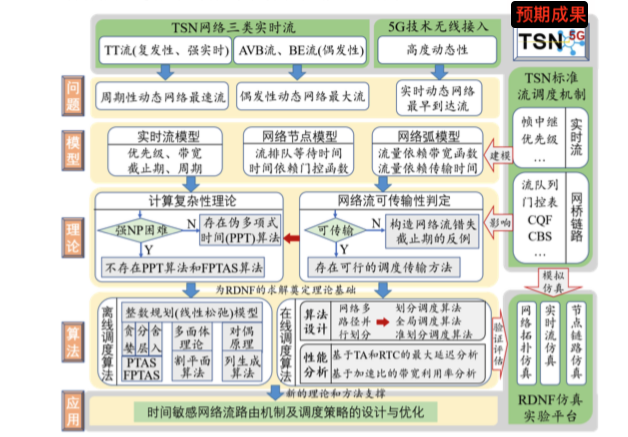 预期成果
TSN 5G
TSN网络三类实时流
TT流(复发性、强实时)
AVB流、BE流(偶发性)
5G技术无线接入
高度动态性
问题
周期性动态网络最速流
偶发性动态网络最大流
实时动态网络
最早到达流
模型
实时流模型
优先级、带宽
截止期、周期
网络节点模型
流排队等待时间
时间依赖门控函数
网络弧模型
流量依赖带宽函数
流量依赖传输时间
建模
理论
计算复杂性理论
强NP困难
N
Y
存在伪多项式
时间(PPT)算法
不存在PPT算法和FPTAS算法
网络流可传输性判定
可传输
N
Y
构造网络流错失
截止期的反例
存在可行的调度传输方法
影响
为RDNF的求解奠定理论基础
算法
离线调度算法
整数规划(线性松弛)模型
贪婪
分层
舍入
PTAS
FPTAS
多面体
理论
对偶
原理
割平面
算法
列生成
算法
在线调度算法
算法
设计
网络多
路径并
行划分
划分调度算法
全局调度算法
准划分调度算法
性能
分析
基于TA和RTC的最大延迟分析
基于加速比的带宽利用率分析
验证评估
新的理论和方法支撑
应用
时间敏感网络流路由机制及调度策略的设计与优化
TSN标准
流调度机制
帧中继
优先级
…
实时流
流队列
门控表
CQF
CBS
…
网桥链路
模拟
仿真
网络拓扑仿真
实时流仿真
节点链路仿真
RDNF仿真
实验平台